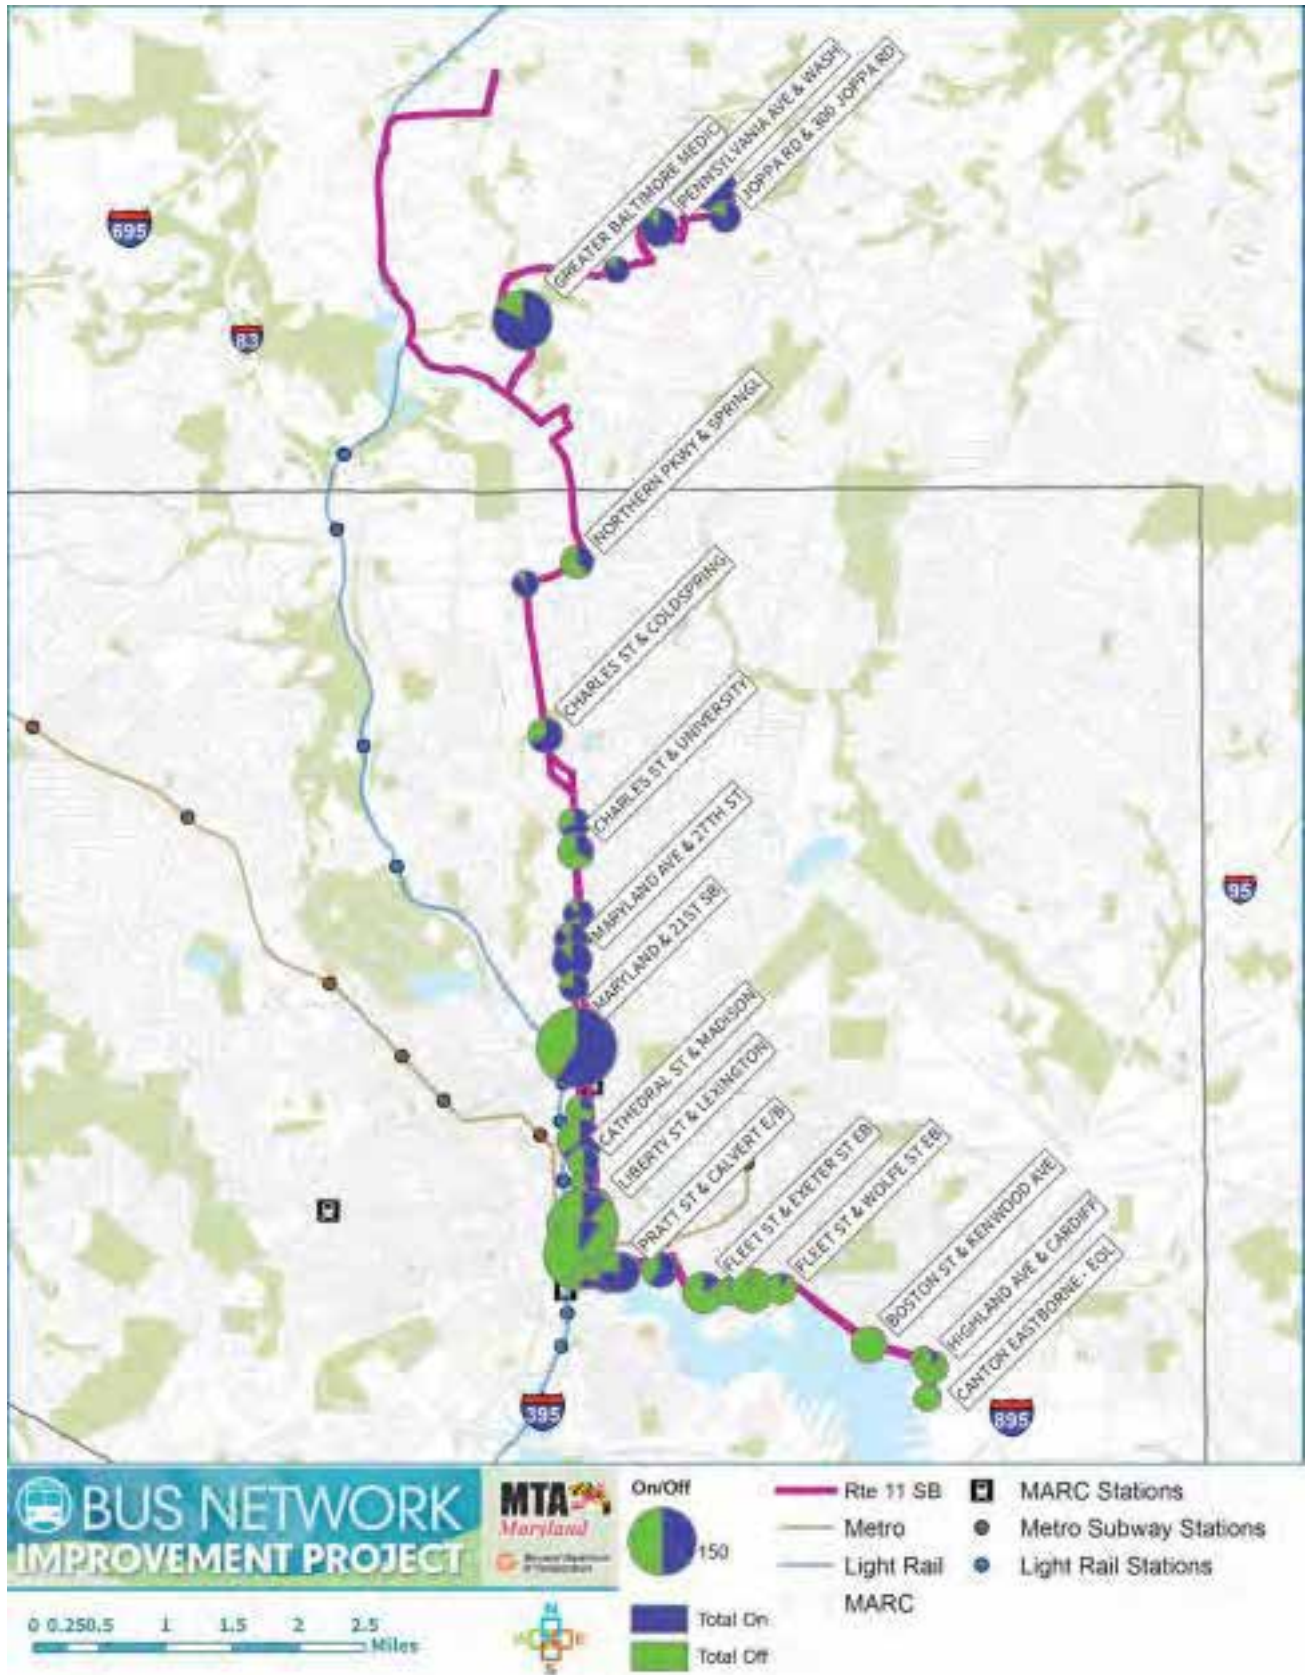 PENNSYLVANIA AVE & WASH
JOPPA RD & 300 JOPPA RD
GREATER BALTIMORE MEDIC
695
83
NORTHERN PKWY & SPRINGL
CHARLES ST & COLDSPRING
CHARLES ST & UNIVERSITY
MARYLAND AVE & 27TH ST
MARYLAND & 21ST SB
95
CATHEDRAL ST & MADISON
LIBERTY ST & LEXINGTON
PRATT ST & CALVERT E/B
FLEET ST & EXETER ST EB
FLEET ST & WOLFE ST EB
BOSTON ST & KENWOOD AVE
HIGHLAND AVE & CARDIFF
CANTON EASTBORNE - EOL
395
895
BUS NETWORK
IMPROVEMENT PROJECT
MTA
Maryland
On/Off
150
Total On
Total Off
Rte 11 SB
Metro
Light Rail
MARC
MARC Stations
Metro Subway Stations
Light Rail Stations
0 0.25 0.5 1 1.5 2 2.5
Miles
N
E
S